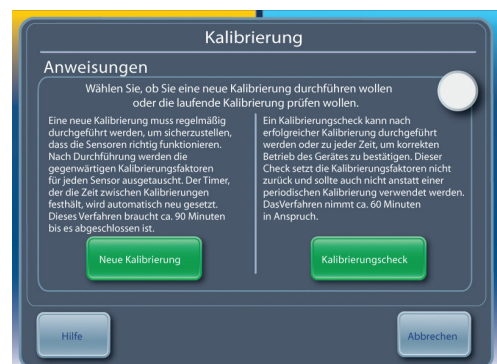 Kalibrierung
Anweisungen
Wählen Sie, ob Sie eine neue Kalibrierung durchführen wollen
oder die laufende Kalibrierung prüfen wollen.
Eine neue Kalibrierung muss regelmäßig
durchgeführt werden, um sicherzustellen,
dass die Sensoren richtig funktionieren.
Nach Durchführung werden die
gegenwärtigen Kalibrierungsfaktoren
für jeden Sensor ausgetauscht. Der Timer,
der die Zeit zwischen Kalibrierungen
festhält, wird automatisch neu gesetzt.
Dieses Verfahren braucht ca. 90 Minuten
bis es abgeschlossen ist.
Ein Kalibrierungscheck kann nach
erfolgreicher Kalibrierung durchgeführt
werden oder zu jeder Zeit, um korrekten
Betrieb des Gerätes zu bestätigen. Dieser
Check setzt die Kalibrierungsfaktoren nicht
zurück und sollte auch nicht anstatt einer
periodischen Kalibrierung verwendet werden.
DasVerfahren nimmt ca. 60 Minuten
in Anspruch.
Neue Kalibrierung
Kalibrierungscheck
Hilfe
Abbrechen